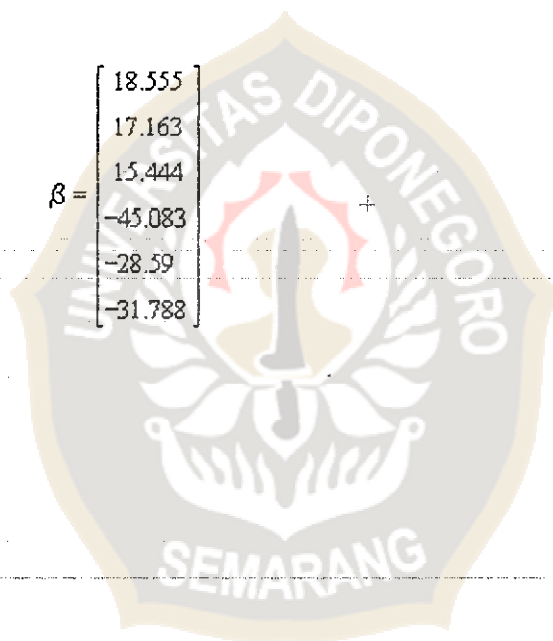 18.555
17.163
15.444
β = -45.083
-28.59
-31.788
UNIVERSITAS DIPONEGORO
SEMARANG